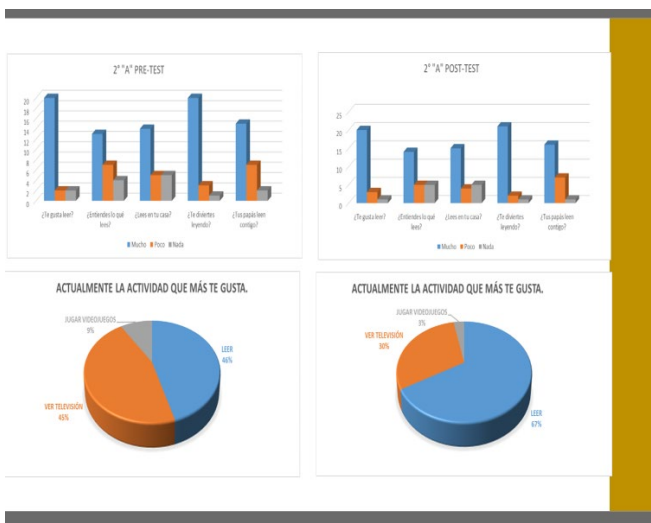 2° "A" PRE-TEST
20
18
16
14
12
10
8
6
4
2
0
¿Te gusta leer?
¿Entiendes lo qué
lees?
¿Lees en tu casa?
¿Te diviertes
leyendo?
¿Tus papás leen
contigo?
Mucho Poco Nada
2° "A" POST-TEST
25
20
15
10
5
0
¿Te gusta leer?
¿Entiendes lo qué
lees?
¿Lees en tu casa?
¿Te diviertes
leyendo?
¿Tus papás leen
contigo?
Mucho Poco Nada
ACTUALMENTE LA ACTIVIDAD QUE MÁS TE GUSTA.
JUGAR VIDEOJUEGOS
9%
LEER
46%
VER TELEVISIÓN
45%
ACTUALMENTE LA ACTIVIDAD QUE MÁS TE GUSTA.
JUGAR VIDEOJUEGOS
3%
VER TELEVISIÓN
30%
LEER
67%